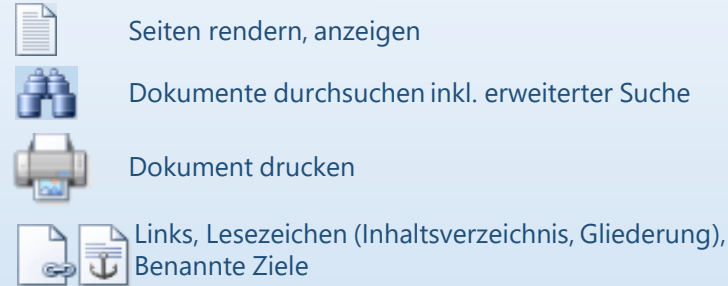 Seiten rendern, anzeigen
Dokumente durchsuchen inkl. erweiterter Suche
Dokument drucken
Links, Lesezeichen (Inhaltsverzeichnis, Gliederung),
Benannte Ziele